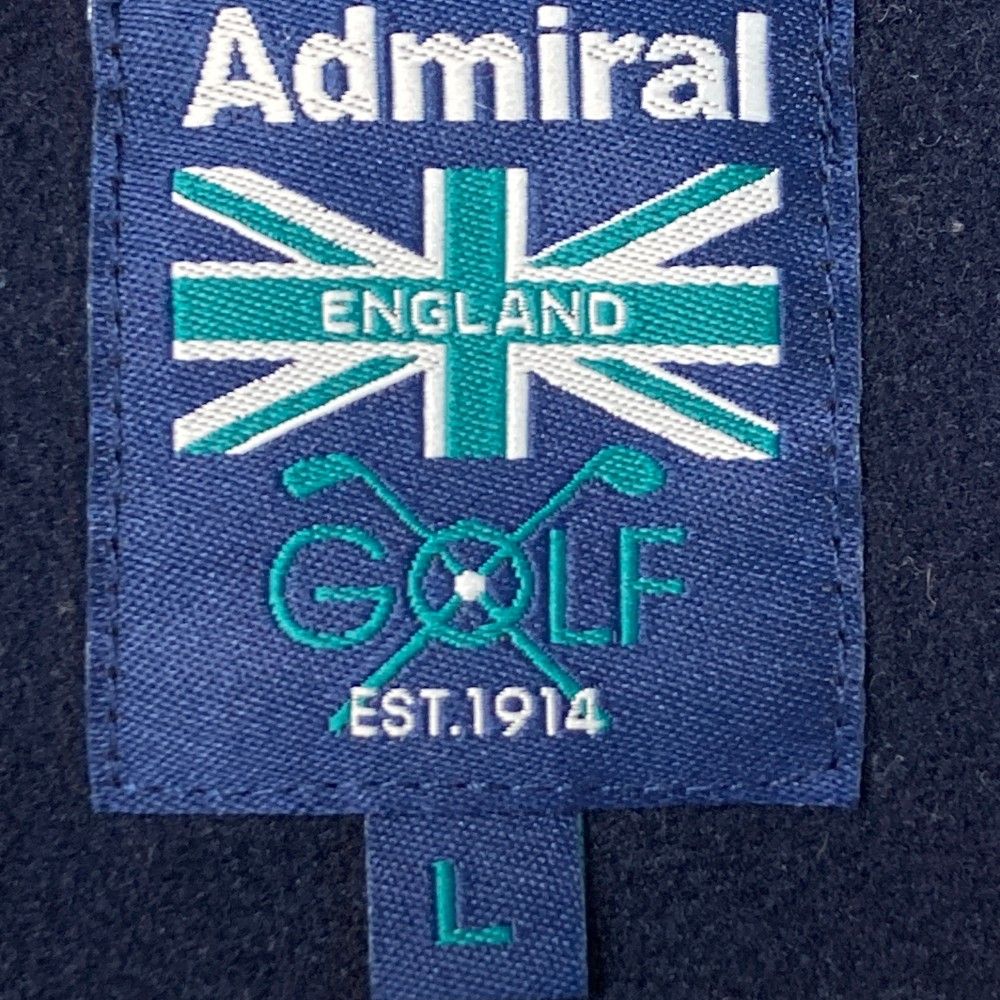 Admiral
ENGLAND
GOLF
EST.1914
L